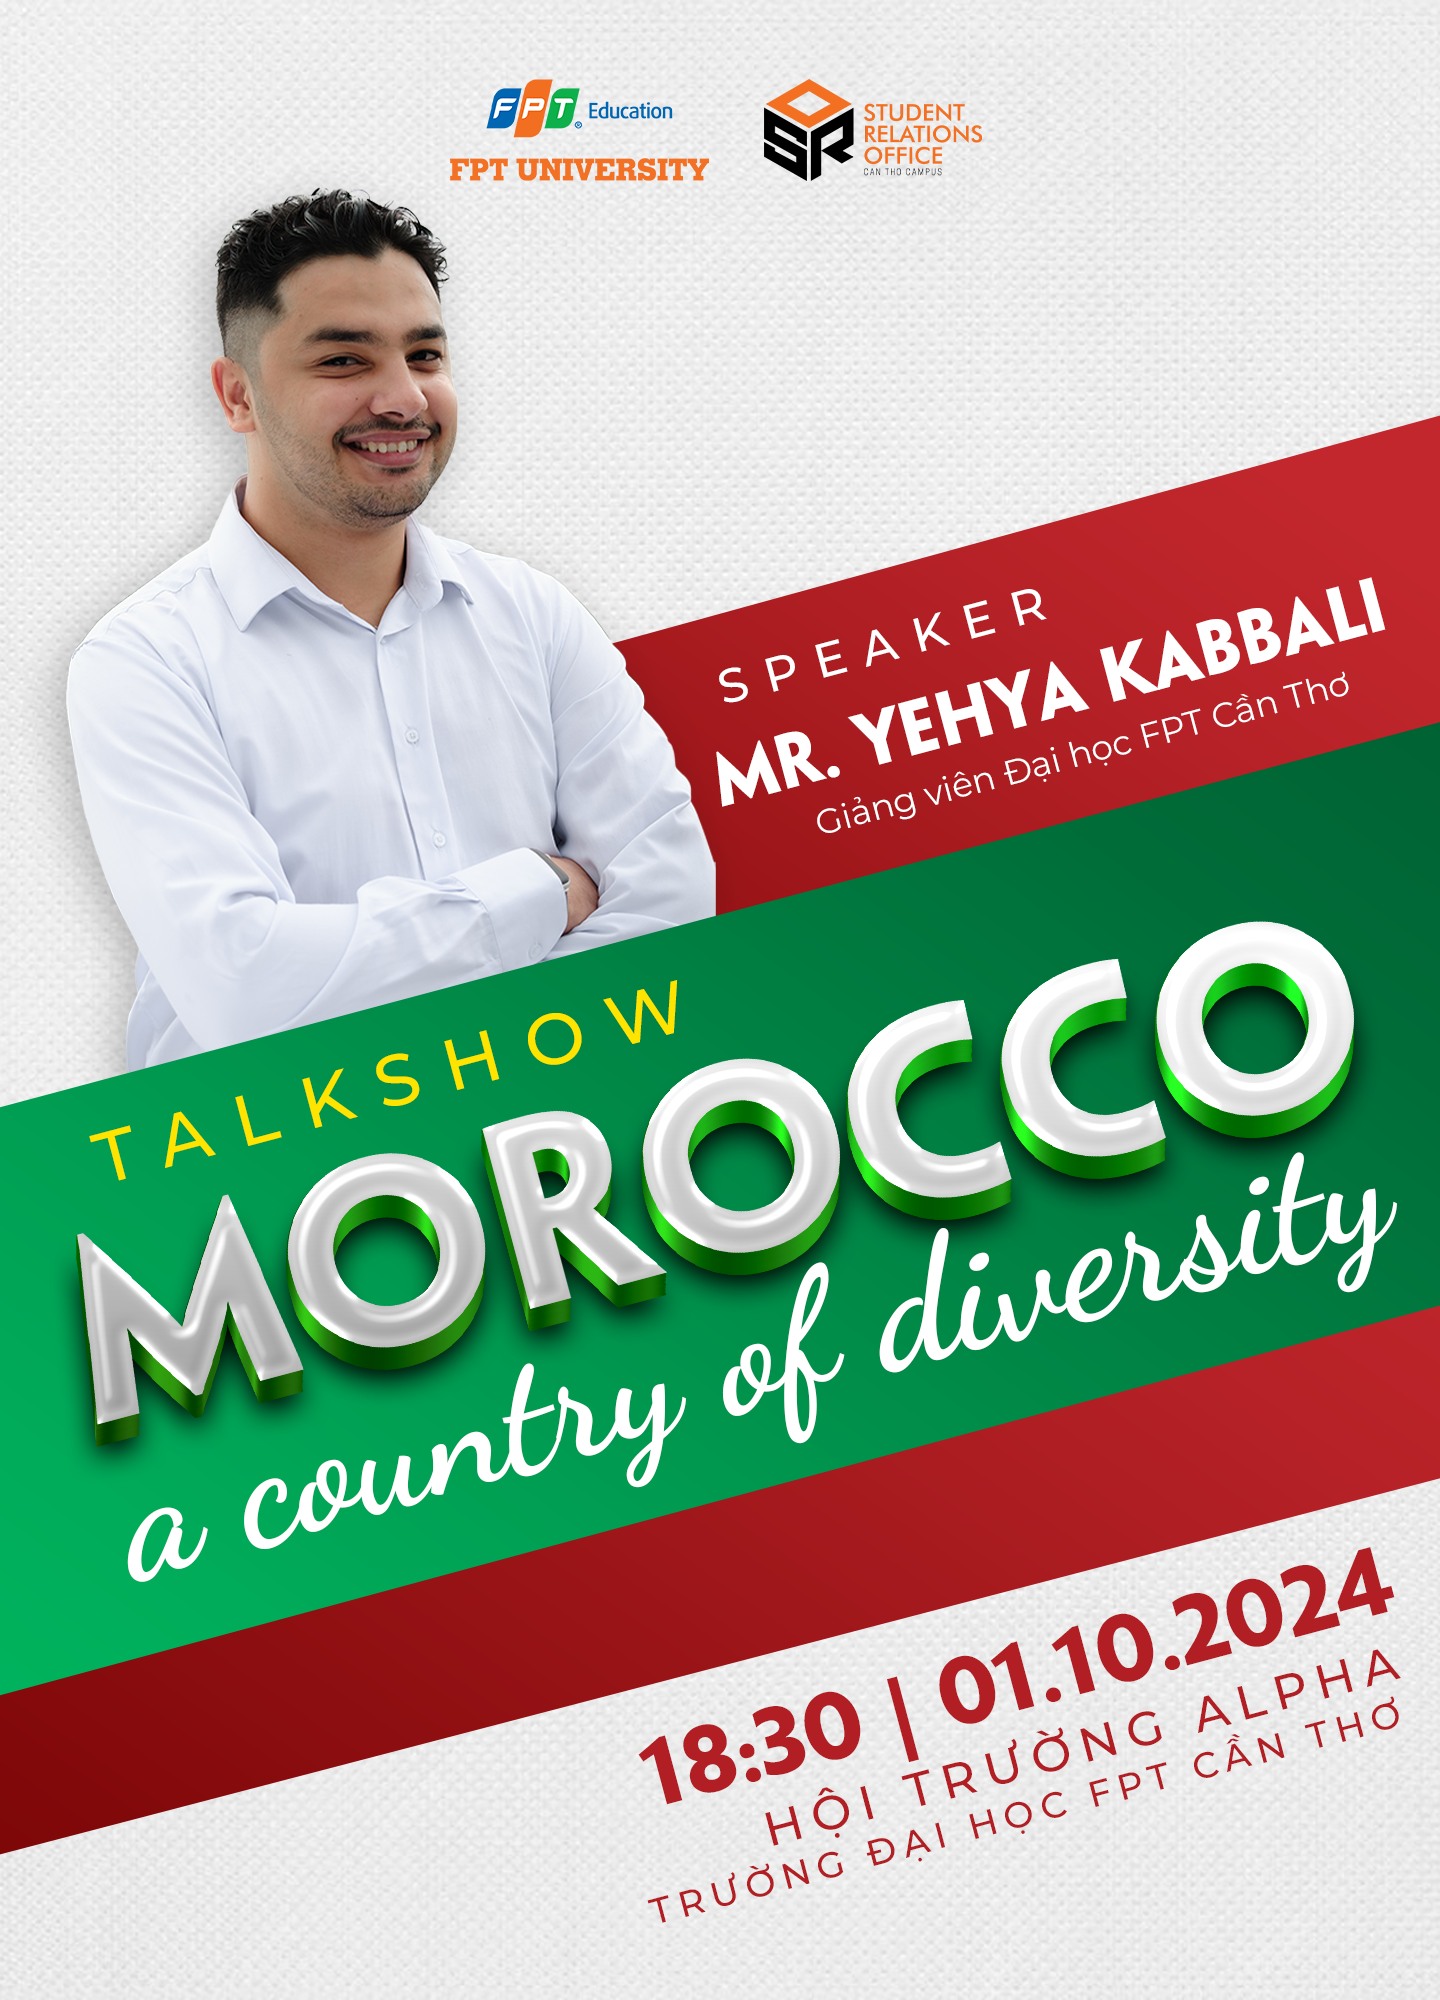 FPT Education
FPT UNIVERSITY
SRO
STUDENT
RELATIONS
OFFICE
CAN THO CAMPUS
SPEAKER
MR. YEHYA KABBALI
Giảng viên Đại học FPT Cần Thơ
TALKSHOW
MOROCCO
a country of diversity
18:30 | 01.10.2024
HỘI TRƯỜNG ALPHA
TRƯỜNG ĐẠI HỌC FPT CẦN THƠ